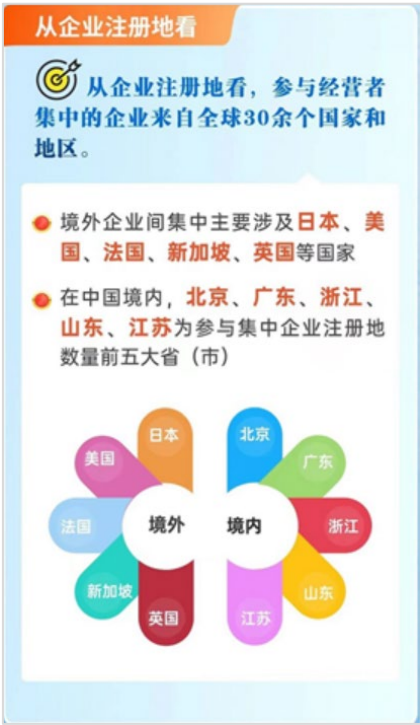 从企业注册地看
从企业注册地看，参与经营者
集中的企业来自全球30余个国家和
地区。
境外企业间集中主要涉及日本、美
国、法国、新加坡、英国等国家
在中国境内，北京、广东、浙江、
山东、江苏为参与集中企业注册地
数量前五大省（市）
日本
美国
法国
新加坡
英国
境外
境内
北京
广东
浙江
山东
江苏